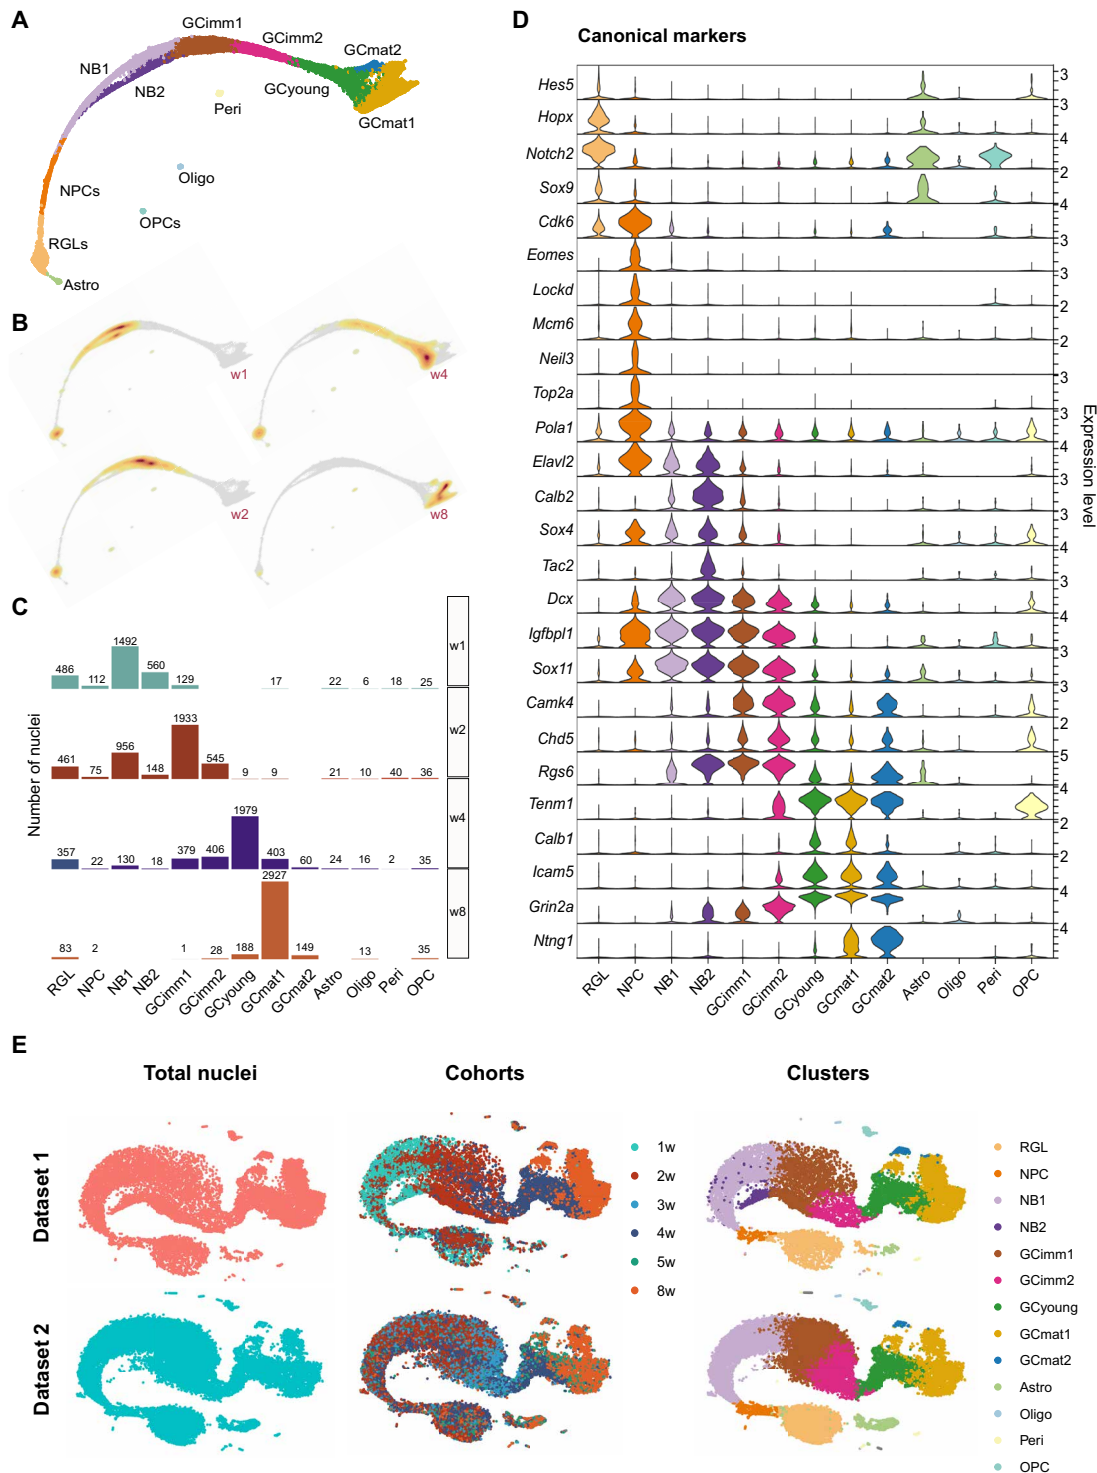 A
GCimm1
GCimm2
GCmat2
NB1
NB2
GCyoung
Peri
GCmat1
Oligo
NPCs
OPCs
RGLs
Astro
B
w1
w4
w2
w8
C
Number of nuclei
486 112 1492 560 129 17 22 6 18 25
w1
461 75 956 148 1933 545 9 9 21 10 40 36
w2
357 22 130 18 379 406 1979 403 60 24 16 2 35
w4
83 2 1 28 188 2927 149 13 35
w8
RGL NPC NB1 NB2 GCimm1 GCimm2 GCyoung GCmat1 GCmat2 Astro Oligo Peri OPC
D
Canonical markers
Hes5 3
Hopx 3
Notch2 4
Sox9 2
Cdk6 4
Eomes 3
Lockd 3
Mcm6 2
Neil3 3
Top2a 3
Pola1 3
Elavl2 4
Calb2 3
Sox4 3
Tac2 4
Dcx 3
Igfbpl1 4
Sox11 4
Camk4 3
Chd5 2
Rgs6 5
Tenm1 4
Calb1 2
Icam5 2
Grin2a 4
Ntng1 4
Expression level
RGL NPC NB1 NB2 GCimm1 GCimm2 GCyoung GCmat1 GCmat2 Astro Oligo Peri OPC
E
Total nuclei
Cohorts
Clusters
Dataset 1
Dataset 2
1w
2w
3w
4w
5w
8w
RGL
NPC
NB1
NB2
GCimm1
GCimm2
GCyoung
GCmat1
GCmat2
Astro
Oligo
Peri
OPC